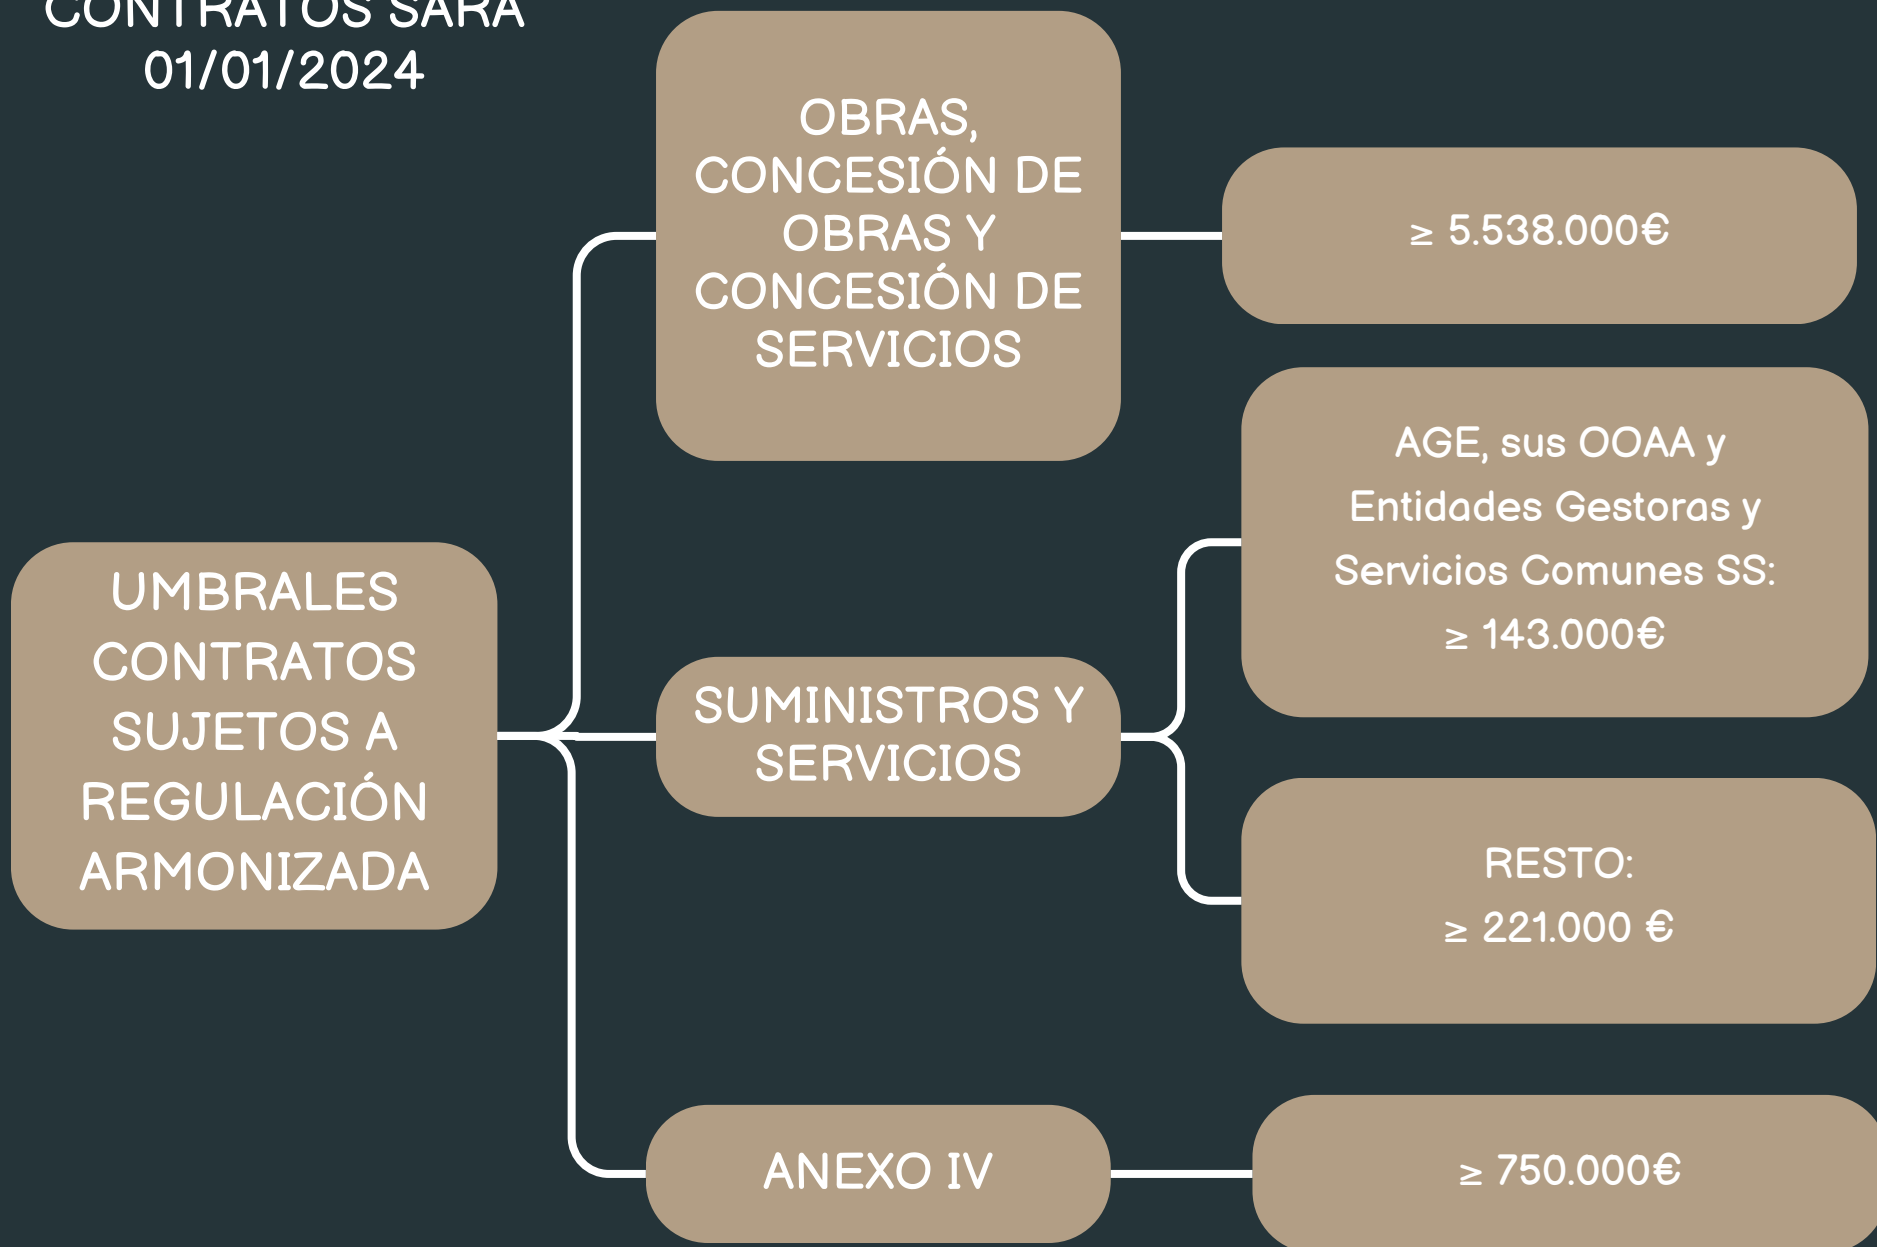 CONTRATOS SARA
01/01/2024
UMBRALES
CONTRATOS
SUJETOS A
REGULACIÓN
ARMONIZADA
OBRAS,
CONCESIÓN DE
OBRAS Y
CONCESIÓN DE
SERVICIOS
≥ 5.538.000€
SUMINISTROS Y
SERVICIOS
AGE, sus OOAA y
Entidades Gestoras y
Servicios Comunes SS:
≥ 143.000€
RESTO:
≥ 221.000 €
ANEXO IV
≥ 750.000€